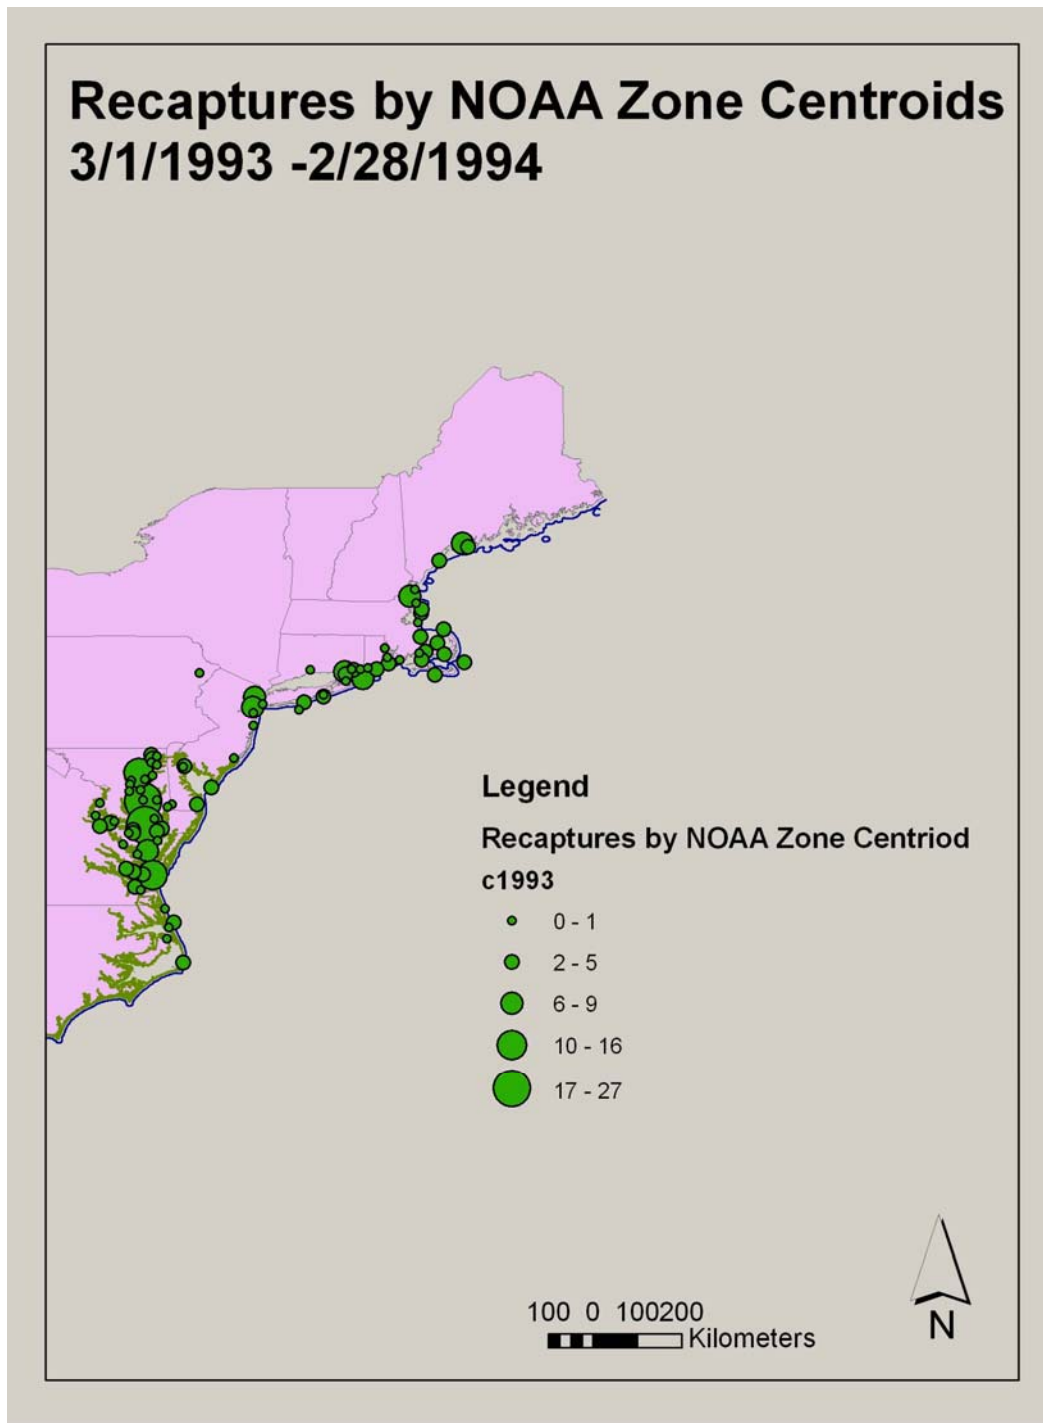 Recaptures by NOAA Zone Centroids
3/1/1993 -2/28/1994
Legend
Recaptures by NOAA Zone Centriod
c1993
0 - 1
2 - 5
6 - 9
10 - 16
17 - 27
100 0 100200
Kilometers
N